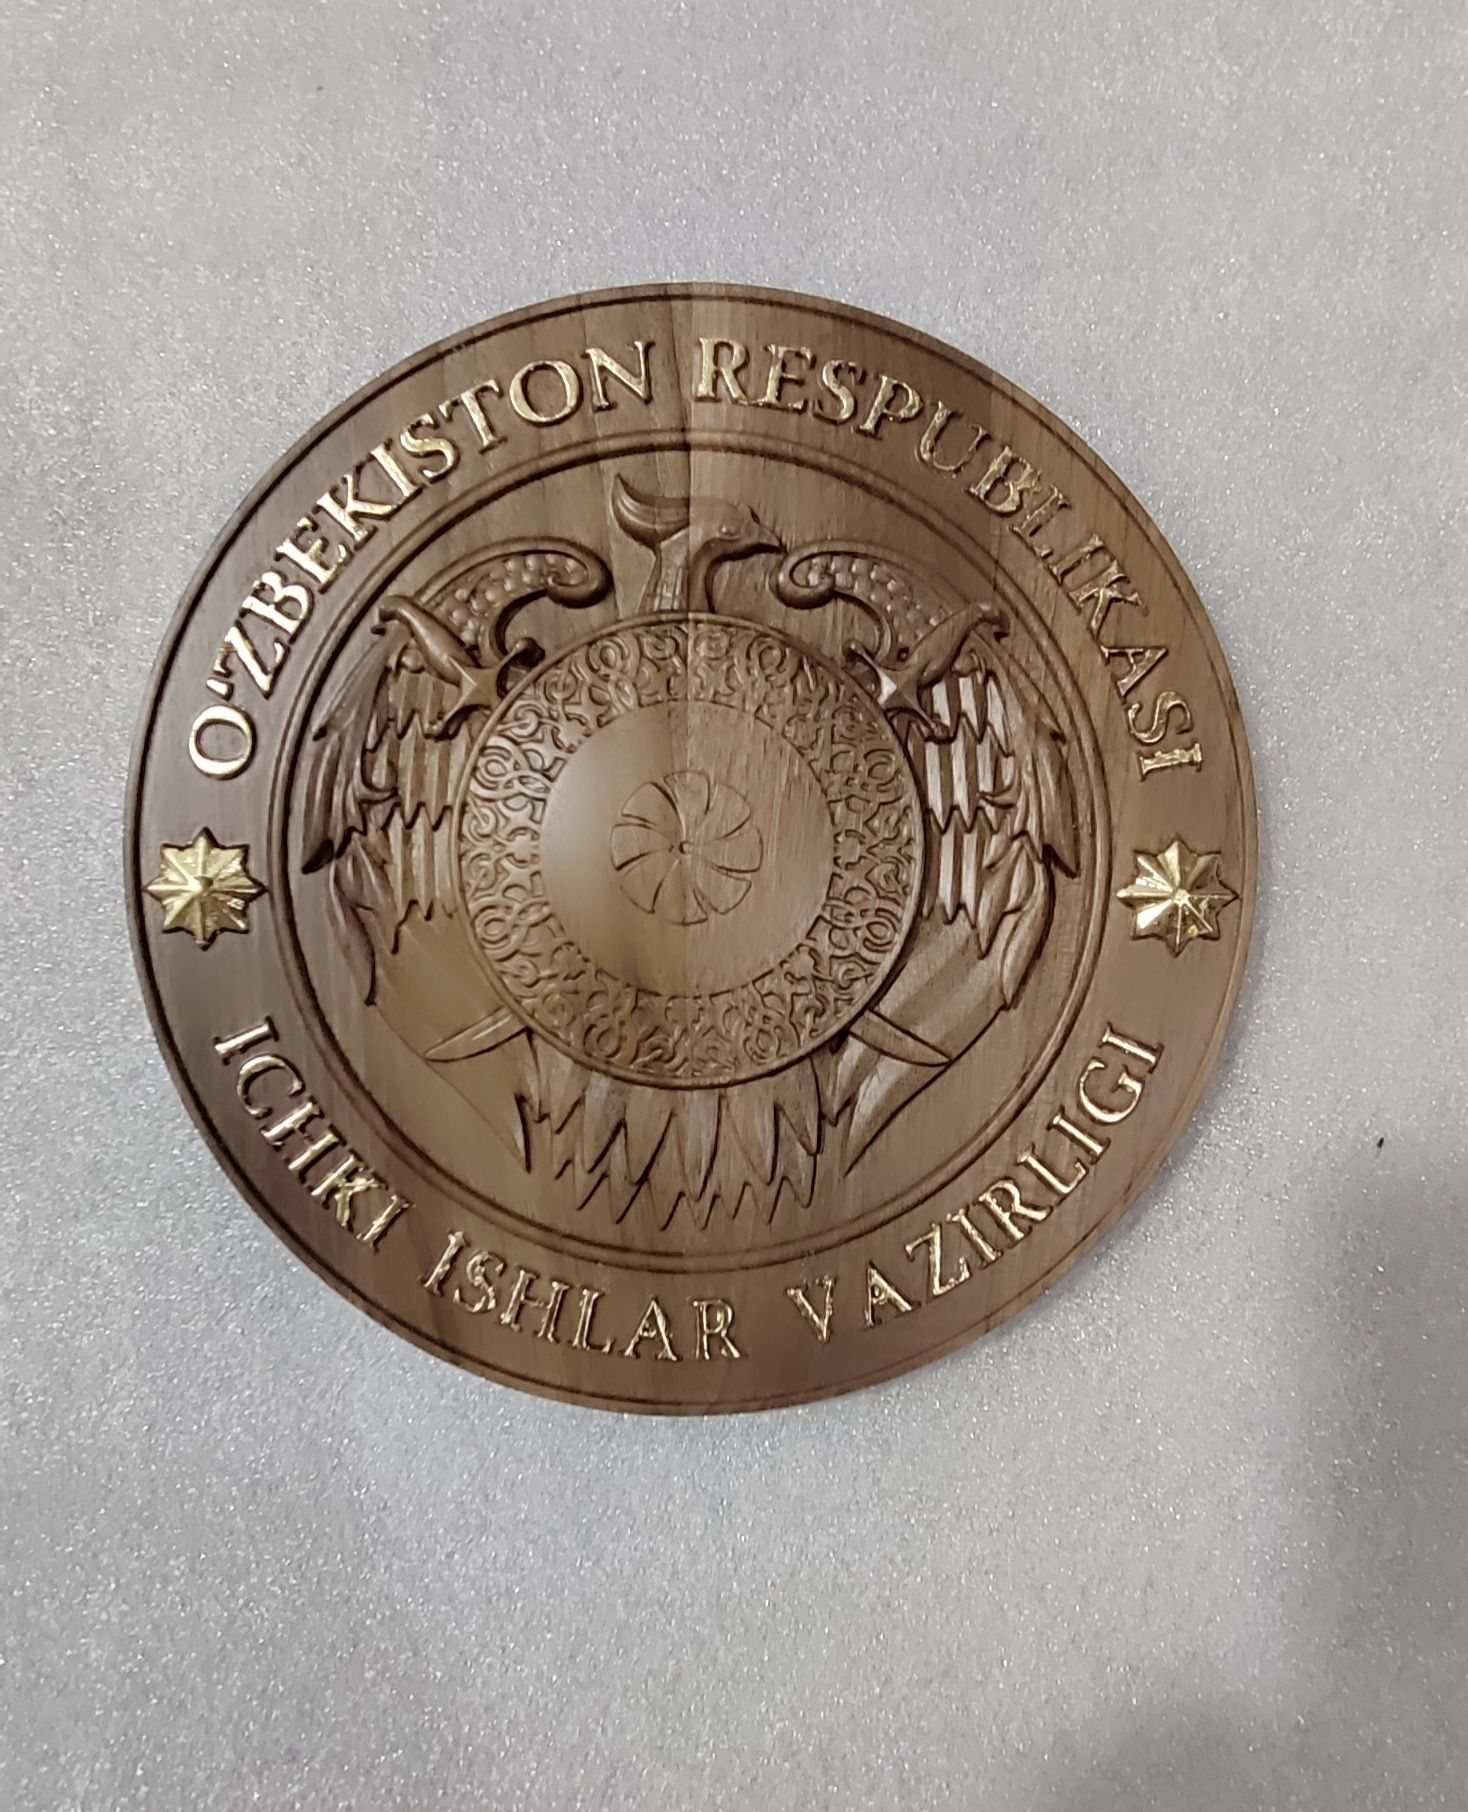 O'ZBEKISTON RESPUBLIKASI
ICHKI ISHLAR VAZIRLIGI